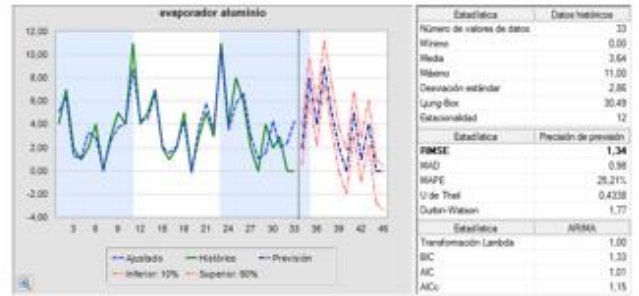 evaporador aluminio
12,00
10,00
8,00
6,00
4,00
2,00
0,00
-2,00
-4,00
3 6 9 12 15 18 21 24 27 30 33 36 39 42 45
Ajustado Histórico Previsión
Inferior: 10% Superior: 90%
Estadística Datos históricos
Número de valores de datos 33
Mínimo 0,00
Media 3,64
Máximo 11,00
Desviación estándar 2,86
Ljung-Box 30,49
Estacionalidad 12
Estadística Precisión de previsión
RMSE 1,34
MAD 0,98
MAPE 25,21%
U de Theil 0,4338
Durbin-Watson 1,77
Estadística ARIMA
Transformación Lambda 1,00
BIC 1,33
AIC 1,01
AICc 1,15